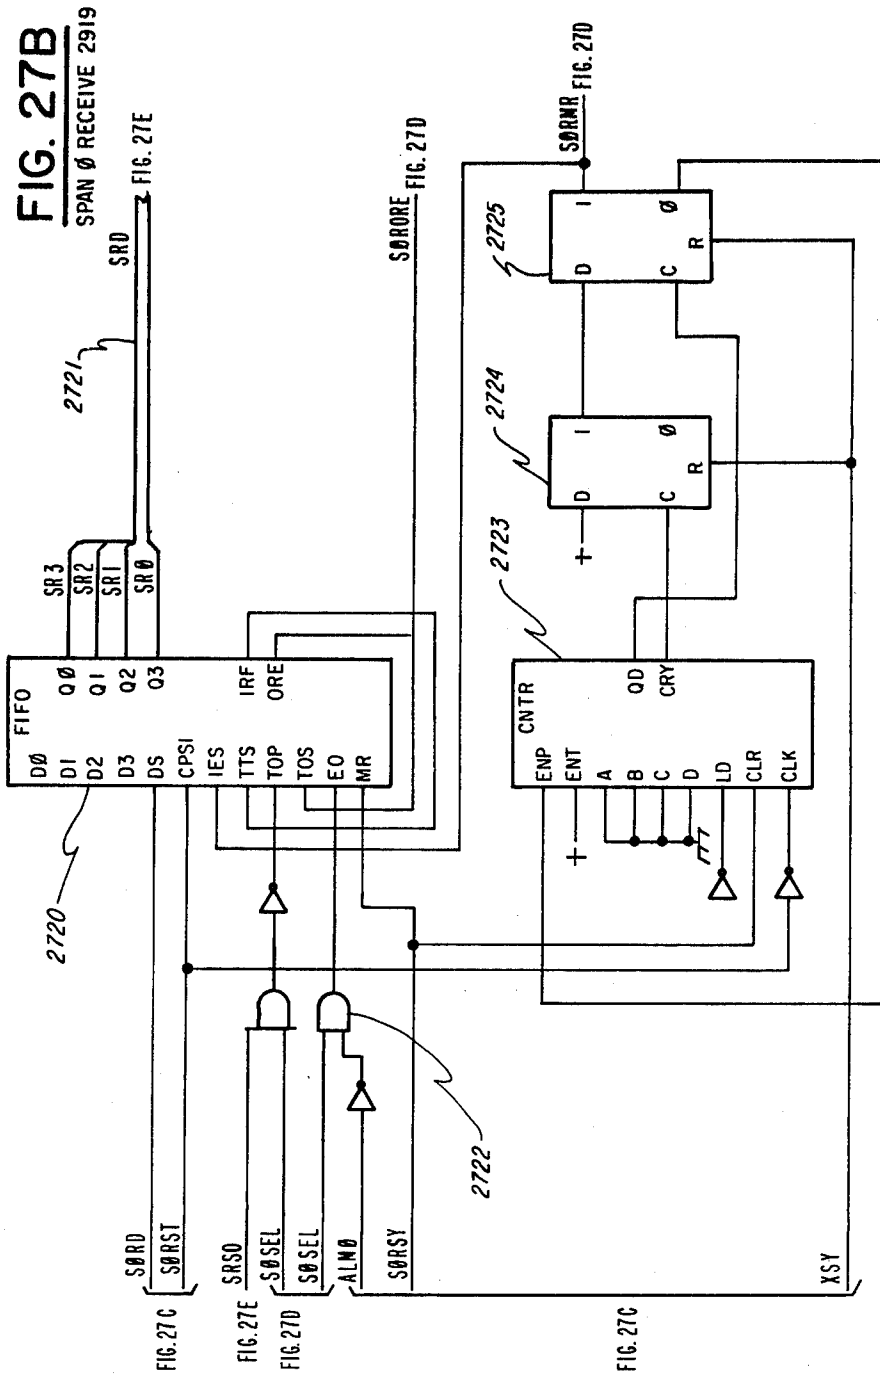 FIG. 27B
SPAN Ø RECEIVE 2919
FIG. 27C
SØRD
SØRST
FIG. 27E
SRSO
FIG. 27D
SØSEL
SØSEL
FIG. 27C
ALMØ
SØRSY
XSY
2720
FIFO
DØ
D1
D2
D3
DS
CPSI
IES
TTS
TOP
TOS
EO
MR
QØ
Q1
Q2
Q3
IRF
ORE
SR3
SR2
SR1
SRØ
2721
SRD
FIG. 27E
SØRORE
FIG. 27D
2722
2723
CNTR
ENP
ENT
A
B
C
D
LD
CLR
CLK
QD
CRY
+
+
2724
D
C
1
Ø
R
2725
D
C
1
Ø
R
SØRMR
FIG. 27D